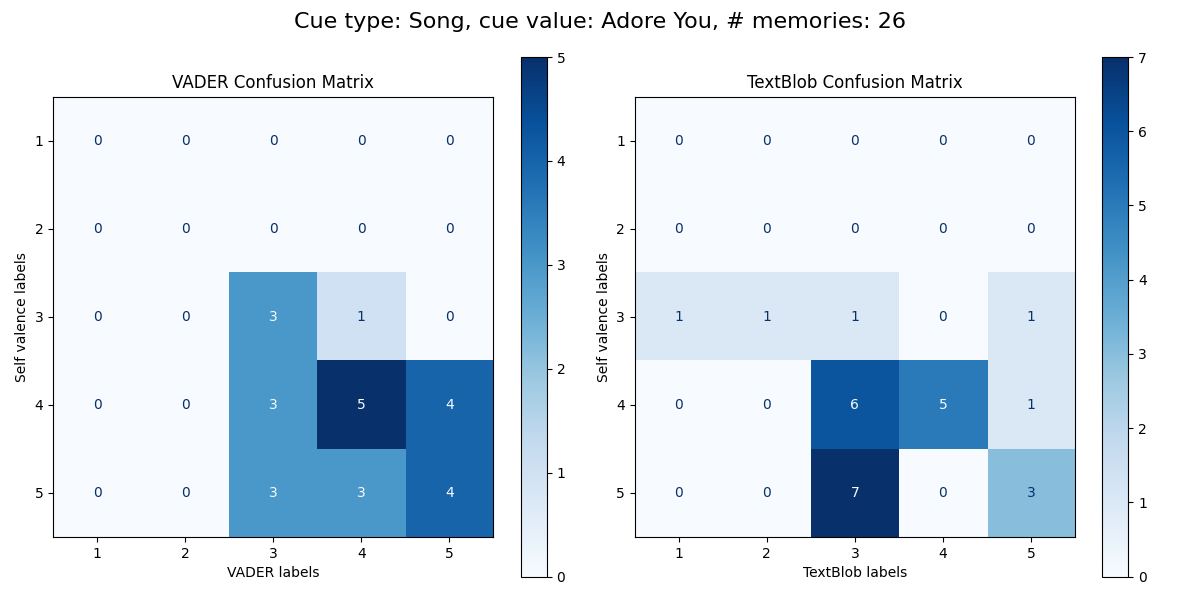 Cue type: Song, cue value: Adore You, # memories: 26
VADER Confusion Matrix
Self valence labels
1 0 0 0 0 0
2 0 0 0 0 0
3 0 0 3 1 0
4 0 0 3 5 4
5 0 0 3 3 4
1 2 3 4 5
VADER labels
5
4
3
2
1
0
TextBlob Confusion Matrix
Self valence labels
1 0 0 0 0 0
2 0 0 0 0 0
3 1 1 1 0 1
4 0 0 6 5 1
5 0 0 7 0 3
1 2 3 4 5
TextBlob labels
7
6
5
4
3
2
1
0